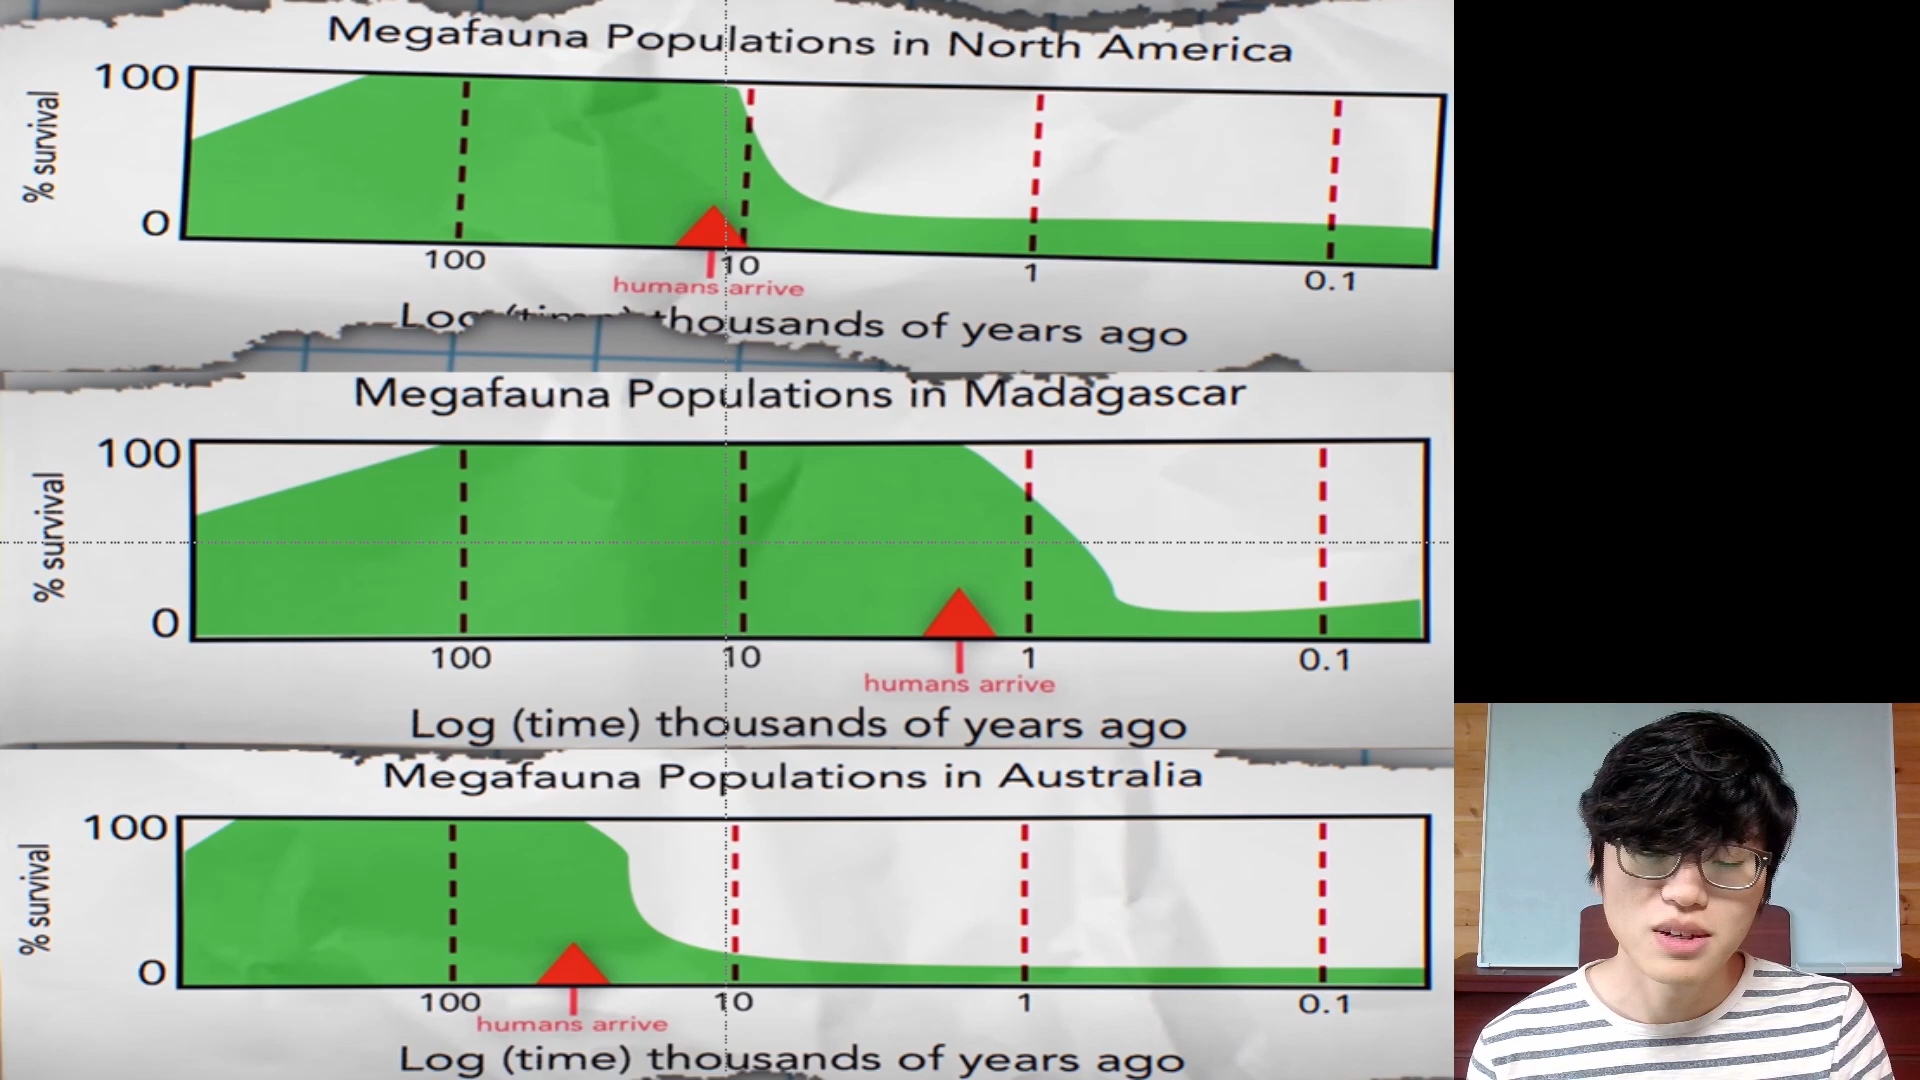 Megafauna Populations in North America
100
% survival
0
100 10 1 0.1
humans arrive
thousands of years ago
Megafauna Populations in Madagascar
100
% survival
0
100 10 1 0.1
humans arrive
Log (time) thousands of years ago
Megafauna Populations in Australia
100
% survival
0
100 10 1 0.1
humans arrive
Log (time) thousands of years ago